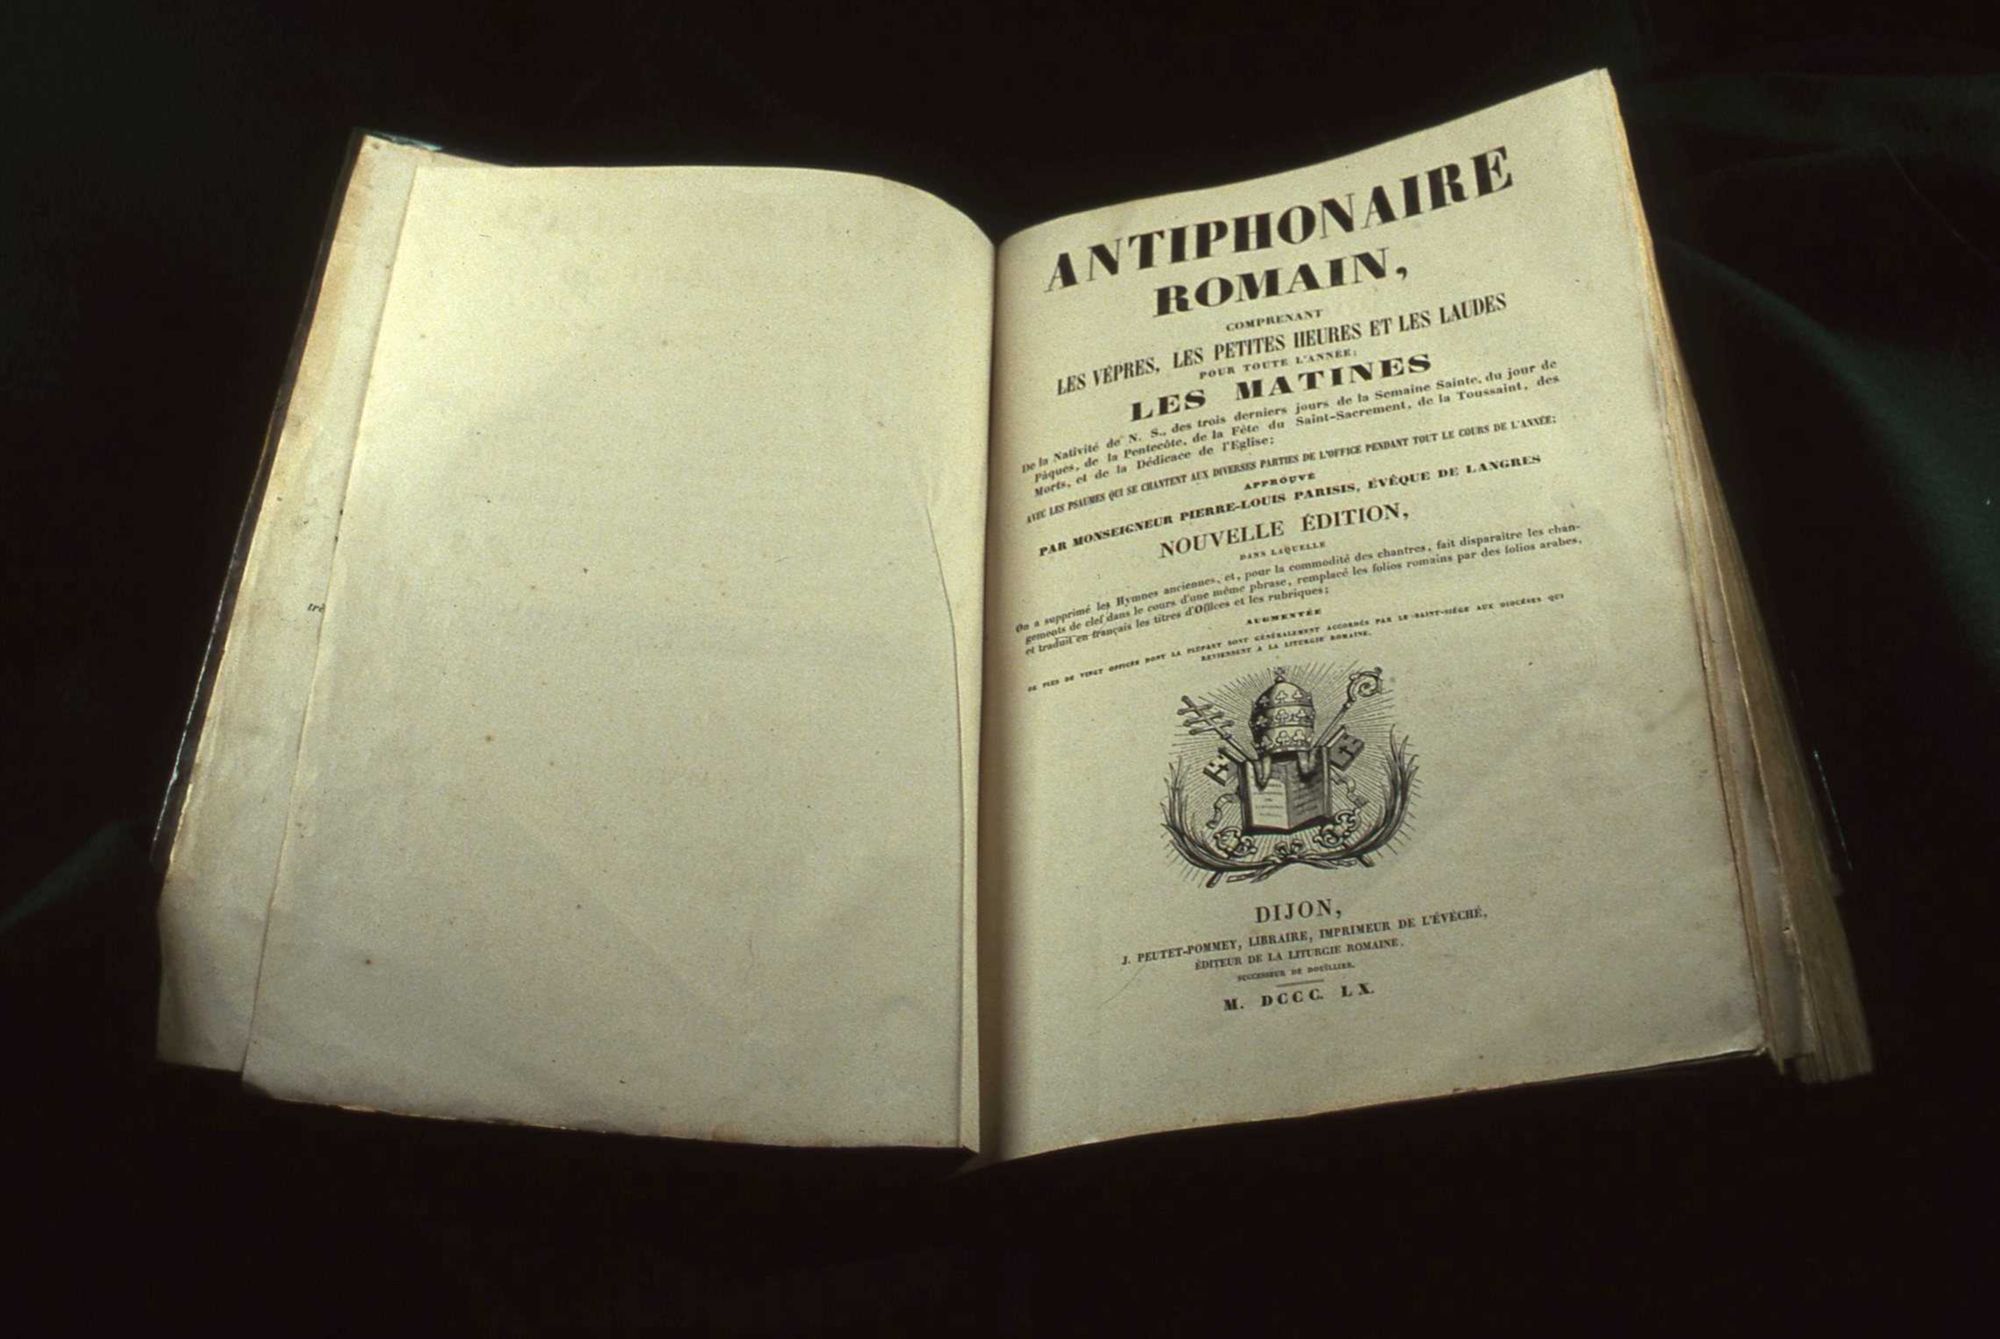 trè
ANTIPHONAIRE
ROMAIN,
COMPRENANT
LES VÊPRES, LES PETITES HEURES ET LES LAUDES
POUR TOUTE L'ANNÉE;
LES MATINES
De la Nativité de N. S., des trois derniers jours de la Semaine Sainte, du jour de
Pâques, de la Pentecôte, de la Fête du Saint-Sacrement, de la Toussaint, des
Morts, et de la Dédicace de l'Eglise;
AVEC LES PSAUMES QUI SE CHANTENT AUX DIVERSES PARTIES DE L'OFFICE PENDANT TOUT LE COURS DE L'ANNÉE;
APPROUVÉ
PAR MONSEIGNEUR PIERRE-LOUIS PARISIS, ÉVÊQUE DE LANGRES
NOUVELLE ÉDITION,
DANS LAQUELLE
On a supprimé les Hymnes anciennes, et, pour la commodité des chantres, fait disparaître les chan-
gements de clef dans le cours d'une même phrase, remplacé les folios romains par des folios arabes,
et traduit en français les titres d'Offices et les rubriques;
AUGMENTÉE
DE PLUS DE VINGT OFFICES DONT LA PLUPART SONT GÉNÉRALEMENT ACCORDÉS PAR LE SAINT-SIÉGE AUX DIOCÈSES QUI
REVIENNENT A LA LITURGIE ROMAINE.
DIJON,
J. PEUTET-POMMEY, LIBRAIRE, IMPRIMEUR DE L'ÉVÊCHÉ,
ÉDITEUR DE LA LITURGIE ROMAINE,
SUCCESSEUR DE DOUILLIER.
M. DCCC. LX.